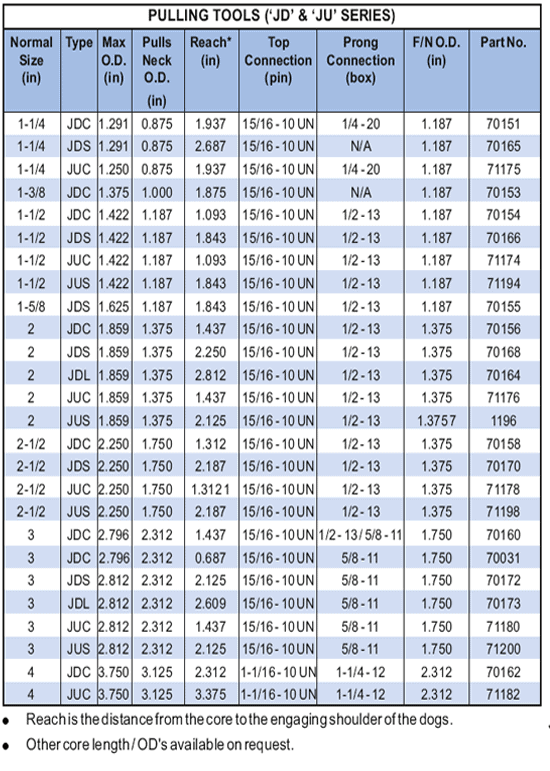 PULLING TOOLS ('JD' & 'JU' SERIES)
Normal Size (in) Type Max O.D. (in) Pulls Neck O.D. (in) Reach* (in) Top Connection (pin) Prong Connection (box) F/N O.D. (in) Part No.
1-1/4 JDC 1.291 0.875 1.937 15/16 - 10 UN 1/4 - 20 1.187 70151
1-1/4 JDS 1.291 0.875 2.687 15/16 - 10 UN N/A 1.187 70165
1-1/4 JUC 1.250 0.875 1.937 15/16 - 10 UN 1/4 - 20 1.187 71175
1-3/8 JDC 1.375 1.000 1.875 15/16 - 10 UN N/A 1.187 70153
1-1/2 JDC 1.422 1.187 1.093 15/16 - 10 UN 1/2 - 13 1.187 70154
1-1/2 JDS 1.422 1.187 1.843 15/16 - 10 UN 1/2 - 13 1.187 70166
1-1/2 JUC 1.422 1.187 1.093 15/16 - 10 UN 1/2 - 13 1.187 71174
1-1/2 JUS 1.422 1.187 1.843 15/16 - 10 UN 1/2 - 13 1.187 71194
1-5/8 JDS 1.625 1.187 1.843 15/16 - 10 UN 1/2 - 13 1.187 70155
2 JDC 1.859 1.375 1.437 15/16 - 10 UN 1/2 - 13 1.375 70156
2 JDS 1.859 1.375 2.250 15/16 - 10 UN 1/2 - 13 1.375 70168
2 JDL 1.859 1.375 2.812 15/16 - 10 UN 1/2 - 13 1.375 70164
2 JUC 1.859 1.375 1.437 15/16 - 10 UN 1/2 - 13 1.375 71176
2 JUS 1.859 1.375 2.125 15/16 - 10 UN 1/2 - 13 1.3757 1196
2-1/2 JDC 2.250 1.750 1.312 15/16 - 10 UN 1/2 - 13 1.375 70158
2-1/2 JDS 2.250 1.750 2.187 15/16 - 10 UN 1/2 - 13 1.375 70170
2-1/2 JUC 2.250 1.750 1.3121 15/16 - 10 UN 1/2 - 13 1.375 71178
2-1/2 JUS 2.250 1.750 2.187 15/16 - 10 UN 1/2 - 13 1.375 71198
3 JDC 2.796 2.312 1.437 15/16 - 10 UN 1/2 - 13 / 5/8 - 11 1.750 70160
3 JDC 2.796 2.312 0.687 15/16 - 10 UN 5/8 - 11 1.750 70031
3 JDS 2.812 2.312 2.125 15/16 - 10 UN 5/8 - 11 1.750 70172
3 JDL 2.812 2.312 2.609 15/16 - 10 UN 5/8 - 11 1.750 70173
3 JUC 2.812 2.312 1.437 15/16 - 10 UN 5/8 - 11 1.750 71180
3 JUS 2.812 2.312 2.125 15/16 - 10 UN 5/8 - 11 1.750 71200
4 JDC 3.750 3.125 2.312 1-1/16 - 10 UN 1-1/4 - 12 2.312 70162
4 JUC 3.750 3.125 3.375 1-1/16 - 10 UN 1-1/4 - 12 2.312 71182
• Reach is the distance from the core to the engaging shoulder of the dogs.
• Other core length / OD's available on request.